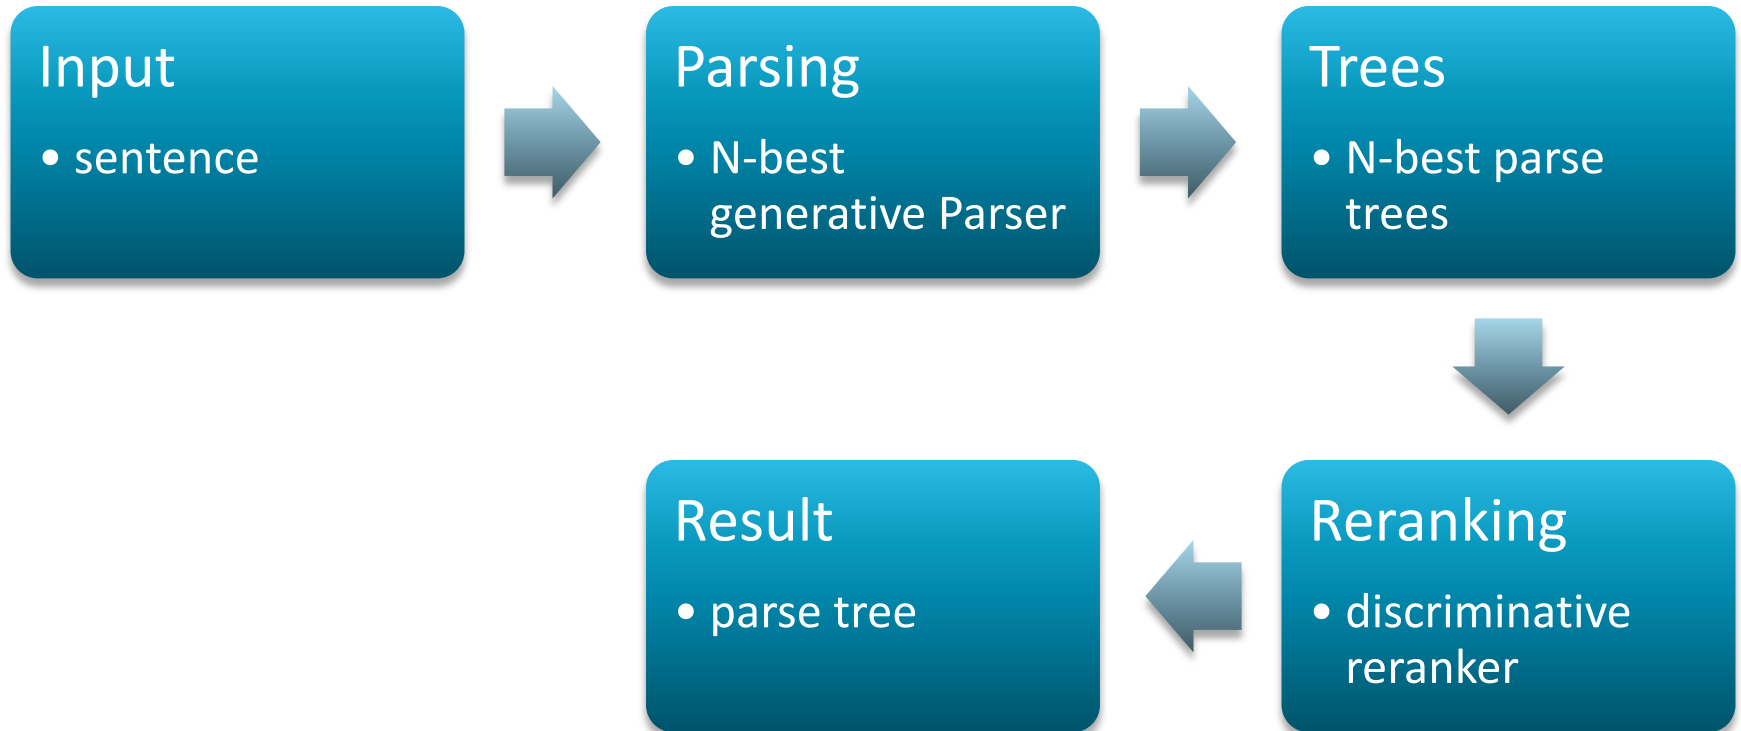 Input
• sentence
Parsing
• N-best
generative Parser
Trees
• N-best parse
trees
Reranking
• discriminative
reranker
Result
• parse tree